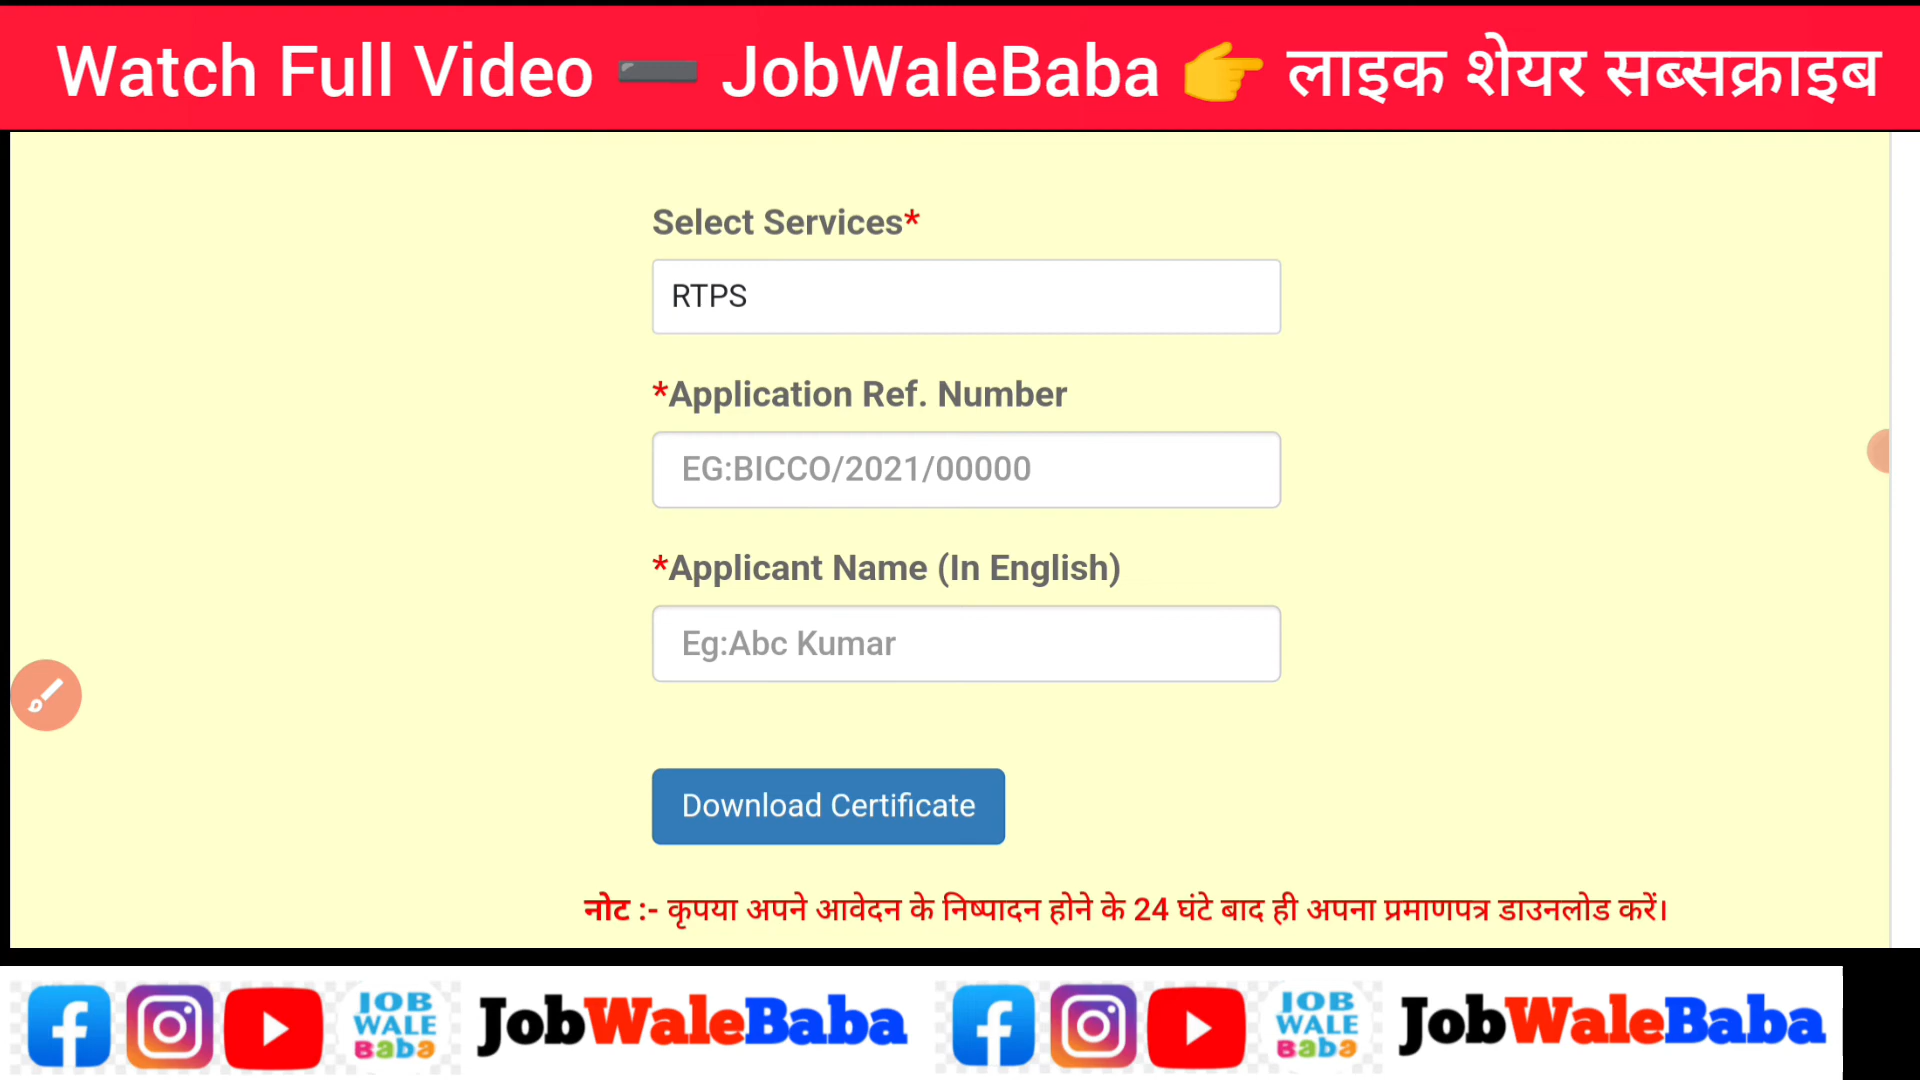 Watch Full Video ➖ JobWaleBaba 👉 लाइक शेयर सब्सक्राइब
Select Services*
RTPS
*Application Ref. Number
EG:BICCO/2021/00000
*Applicant Name (In English)
Eg:Abc Kumar
Download Certificate
नोट :- कृपया अपने आवेदन के निष्पादन होने के 24 घंटे बाद ही अपना प्रमाणपत्र डाउनलोड करें।
JOB WALE Baba JobWaleBaba JOB WALE Baba JobWaleBaba